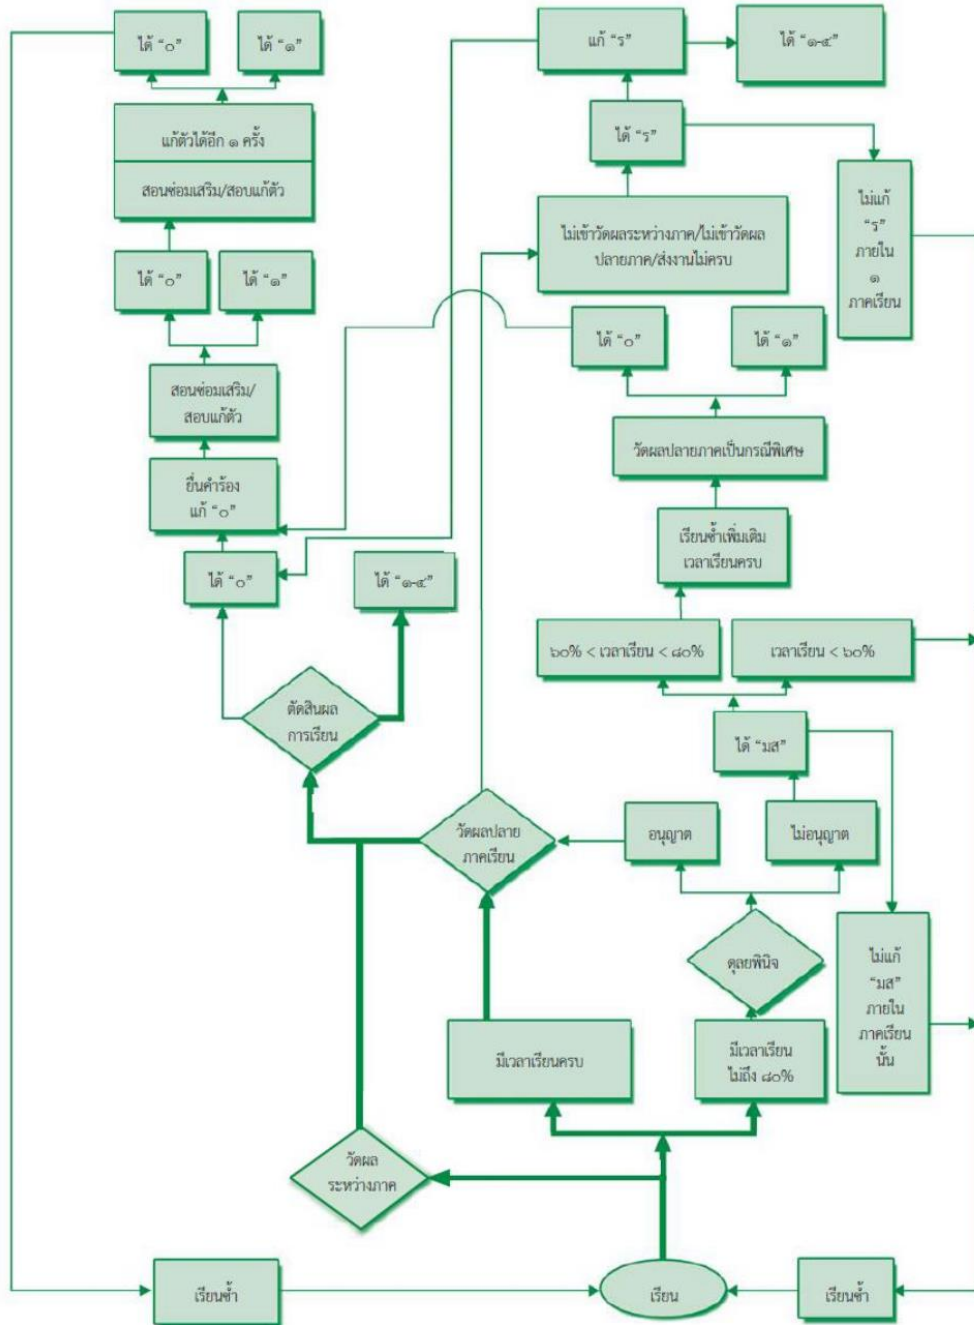 ได้ “๐”
ได้ “๑”
แก้ “ร”
ได้ “๑-๔”
แก้ตัวได้อีก ๑ ครั้ง
สอนซ่อมเสริม/สอบแก้ตัว
ได้ “ร”
ไม่แก้
“ร”
ภายใน
๑
ภาคเรียน
ไม่เข้าวัดผลระหว่างภาค/ไม่เข้าวัดผล
ปลายภาค/ส่งงานไม่ครบ
ได้ “๐”
ได้ “๑”
ได้ “๐”
ได้ “๑”
สอนซ่อมเสริม/
สอบแก้ตัว
วัดผลปลายภาคเป็นกรณีพิเศษ
ยื่นคำร้อง
แก้ “๐”
เรียนซ้ำเพิ่มเติม
เวลาเรียนครบ
ได้ “๐”
ได้ “๑-๔”
๖๐% < เวลาเรียน < ๘๐%
เวลาเรียน < ๖๐%
ตัดสินผล
การเรียน
ได้ “มส”
วัดผลปลาย
ภาคเรียน
อนุญาต
ไม่อนุญาต
ดุลยพินิจ
ไม่แก้
“มส”
ภายใน
ภาคเรียน
นั้น
มีเวลาเรียนครบ
มีเวลาเรียน
ไม่ถึง ๘๐%
วัดผล
ระหว่างภาค
เรียนซ้ำ
เรียน
เรียนซ้ำ